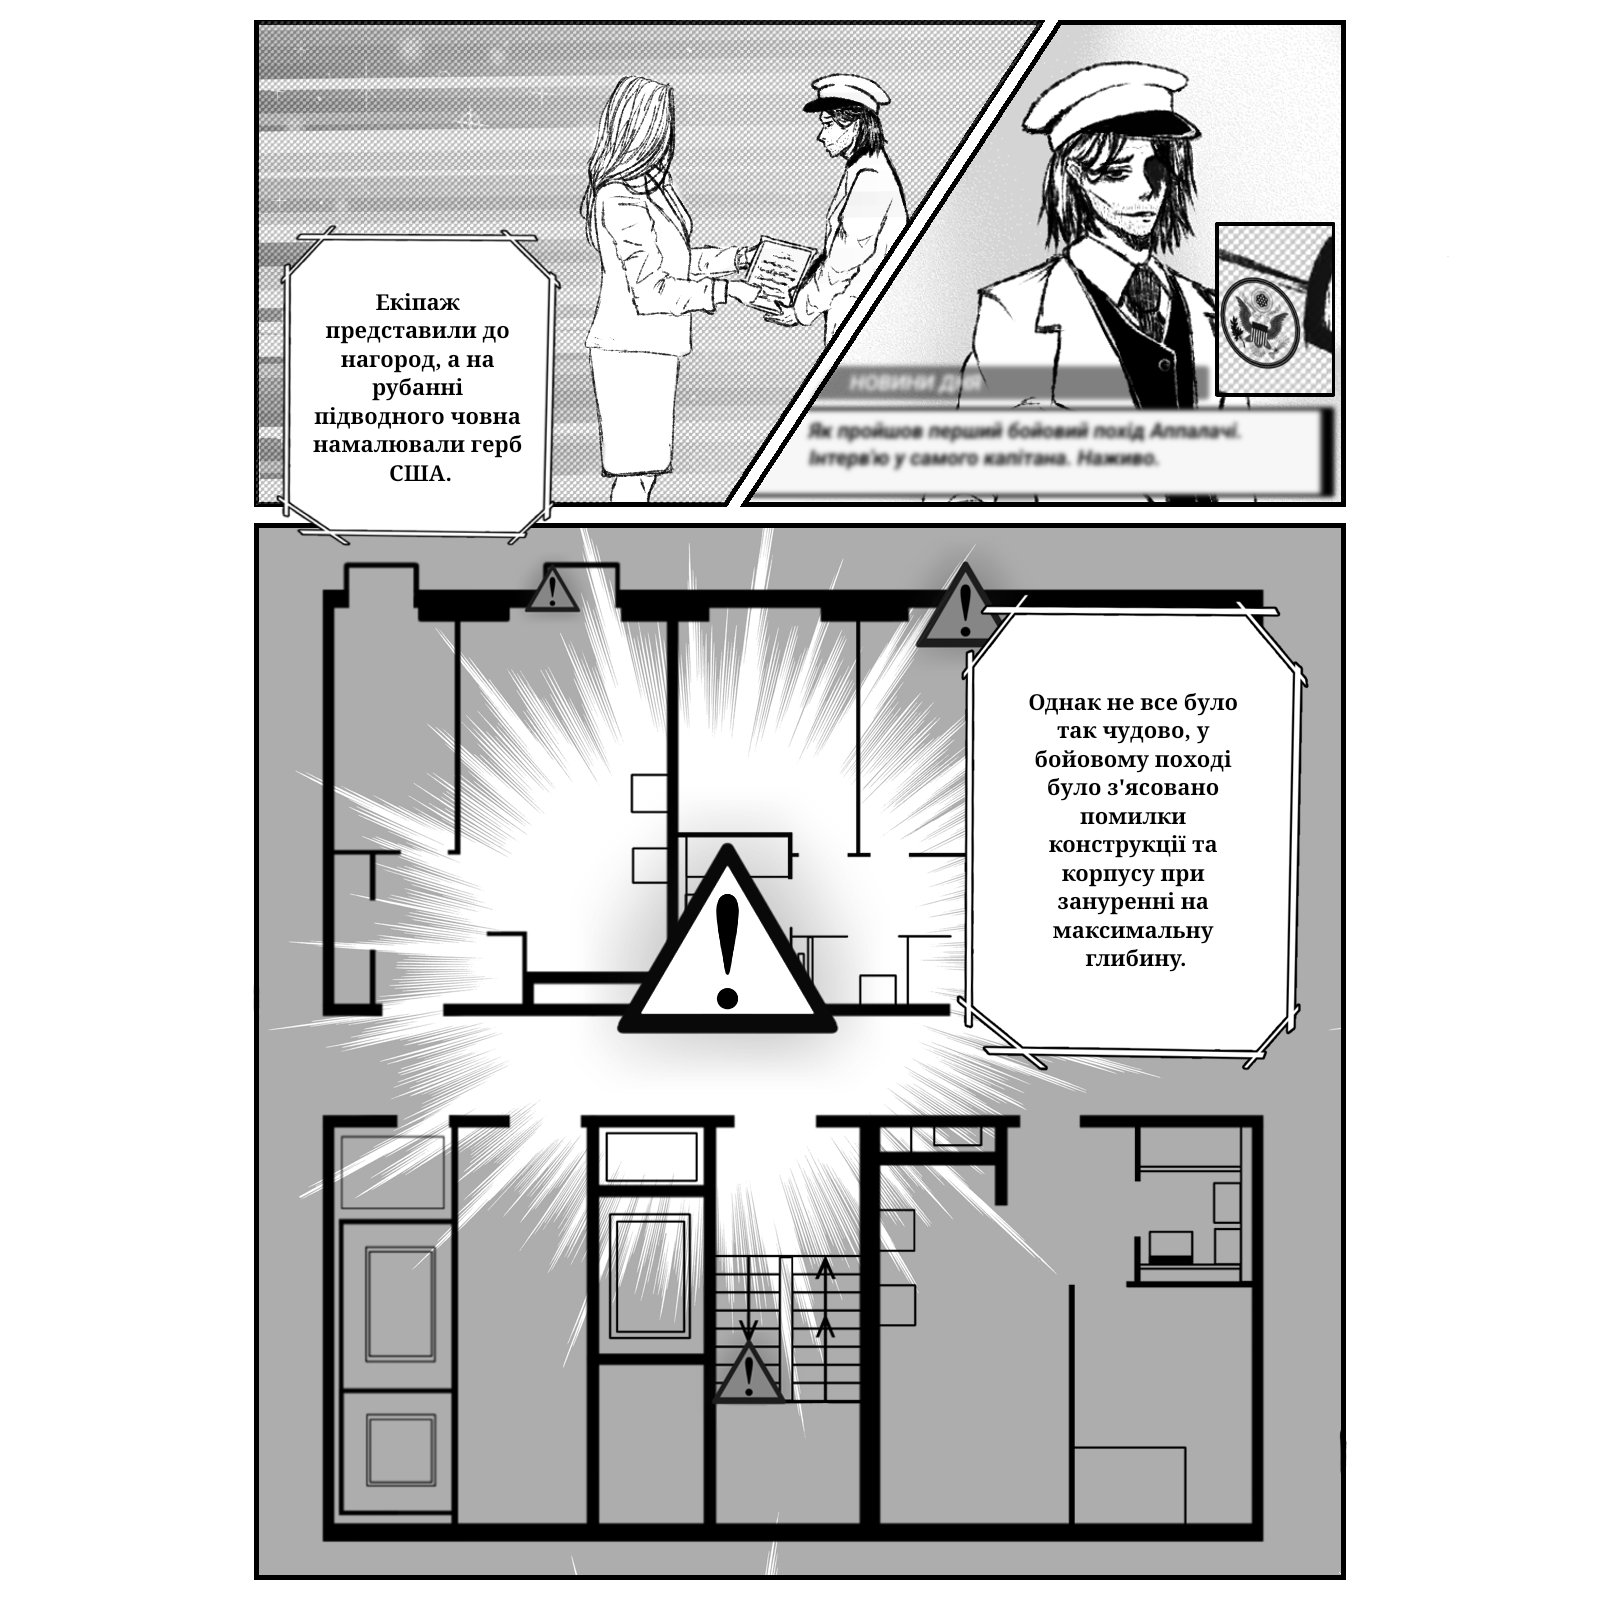 Екіпаж
представили до
нагород, а на
рубанні
підводного човна
намалювали герб
США.
НОВИНИ ДНЯ
Як пройшов перший бойовий похід Аппалачі.
Інтерв'ю у самого капітана. Наживо.
Однак не все було
так чудово, у
бойовому поході
було з'ясовано
помилки
конструкції та
корпусу при
зануренні на
максимальну
глибину.